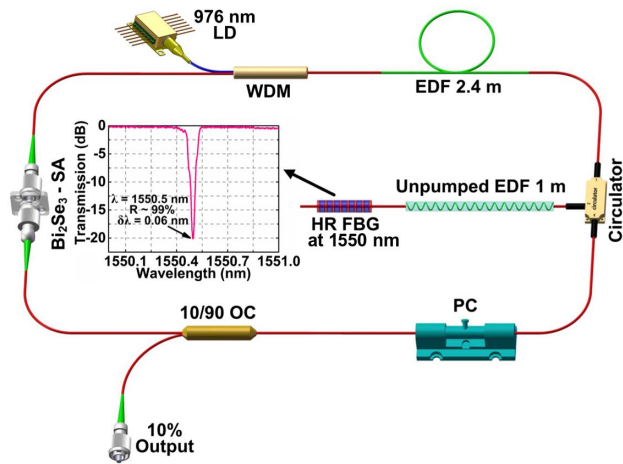 976 nm
LD
WDM
EDF 2.4 m
Bi₂Se₃ - SA
Transmission (dB)
0
-5
-10
-15
-20
λ = 1550.5 nm
R ~ 99%
δλ = 0.06 nm
1550.1 1550.4 1550.7 1551.0
Wavelength (nm)
HR FBG
at 1550 nm
Unpumped EDF 1 m
circulator
Circulator
10/90 OC
PC
10%
Output